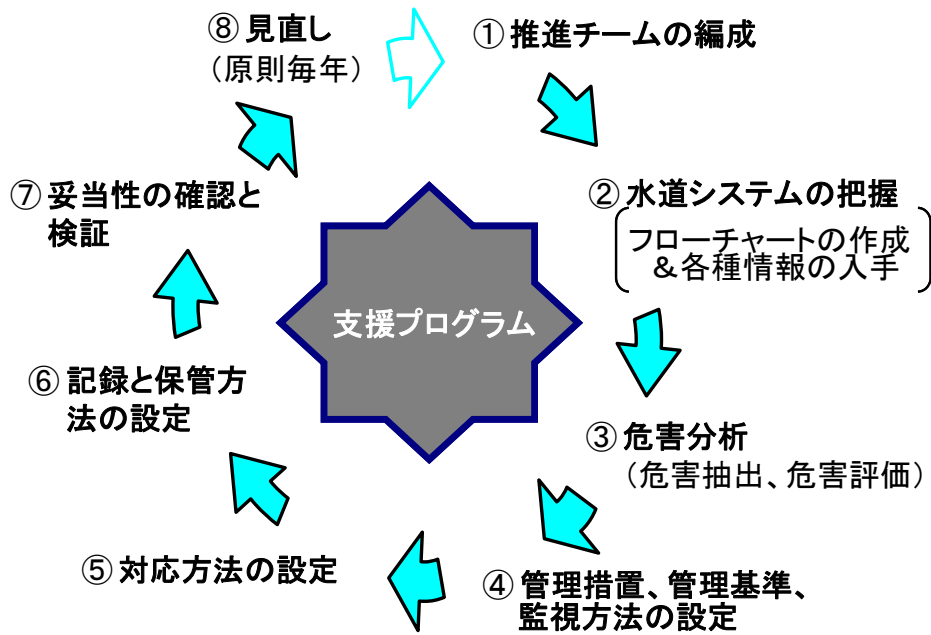 ① 推進チームの編成
② 水道システムの把握
フローチャートの作成
＆各種情報の入手
③ 危害分析
（危害抽出、危害評価）
④ 管理措置、管理基準、
監視方法の設定
⑤ 対応方法の設定
⑥ 記録と保管方
法の設定
⑦ 妥当性の確認と
検証
⑧ 見直し
（原則毎年）
支援プログラム